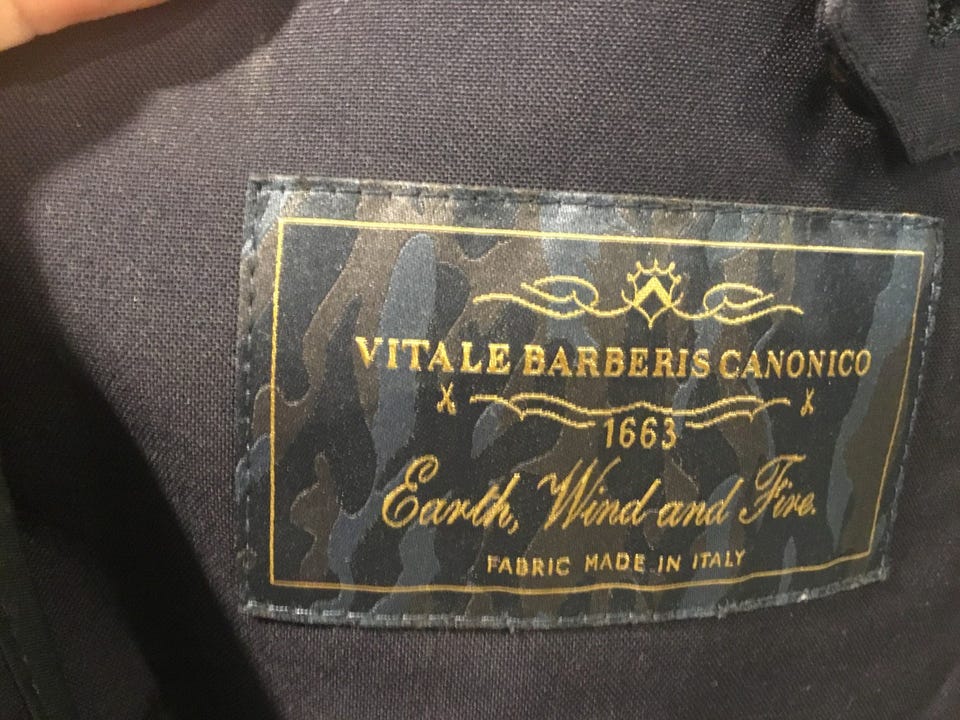 VITALE BARBERIS CANONICO
1663
Earth, Wind and Fire.
FABRIC MADE IN ITALY